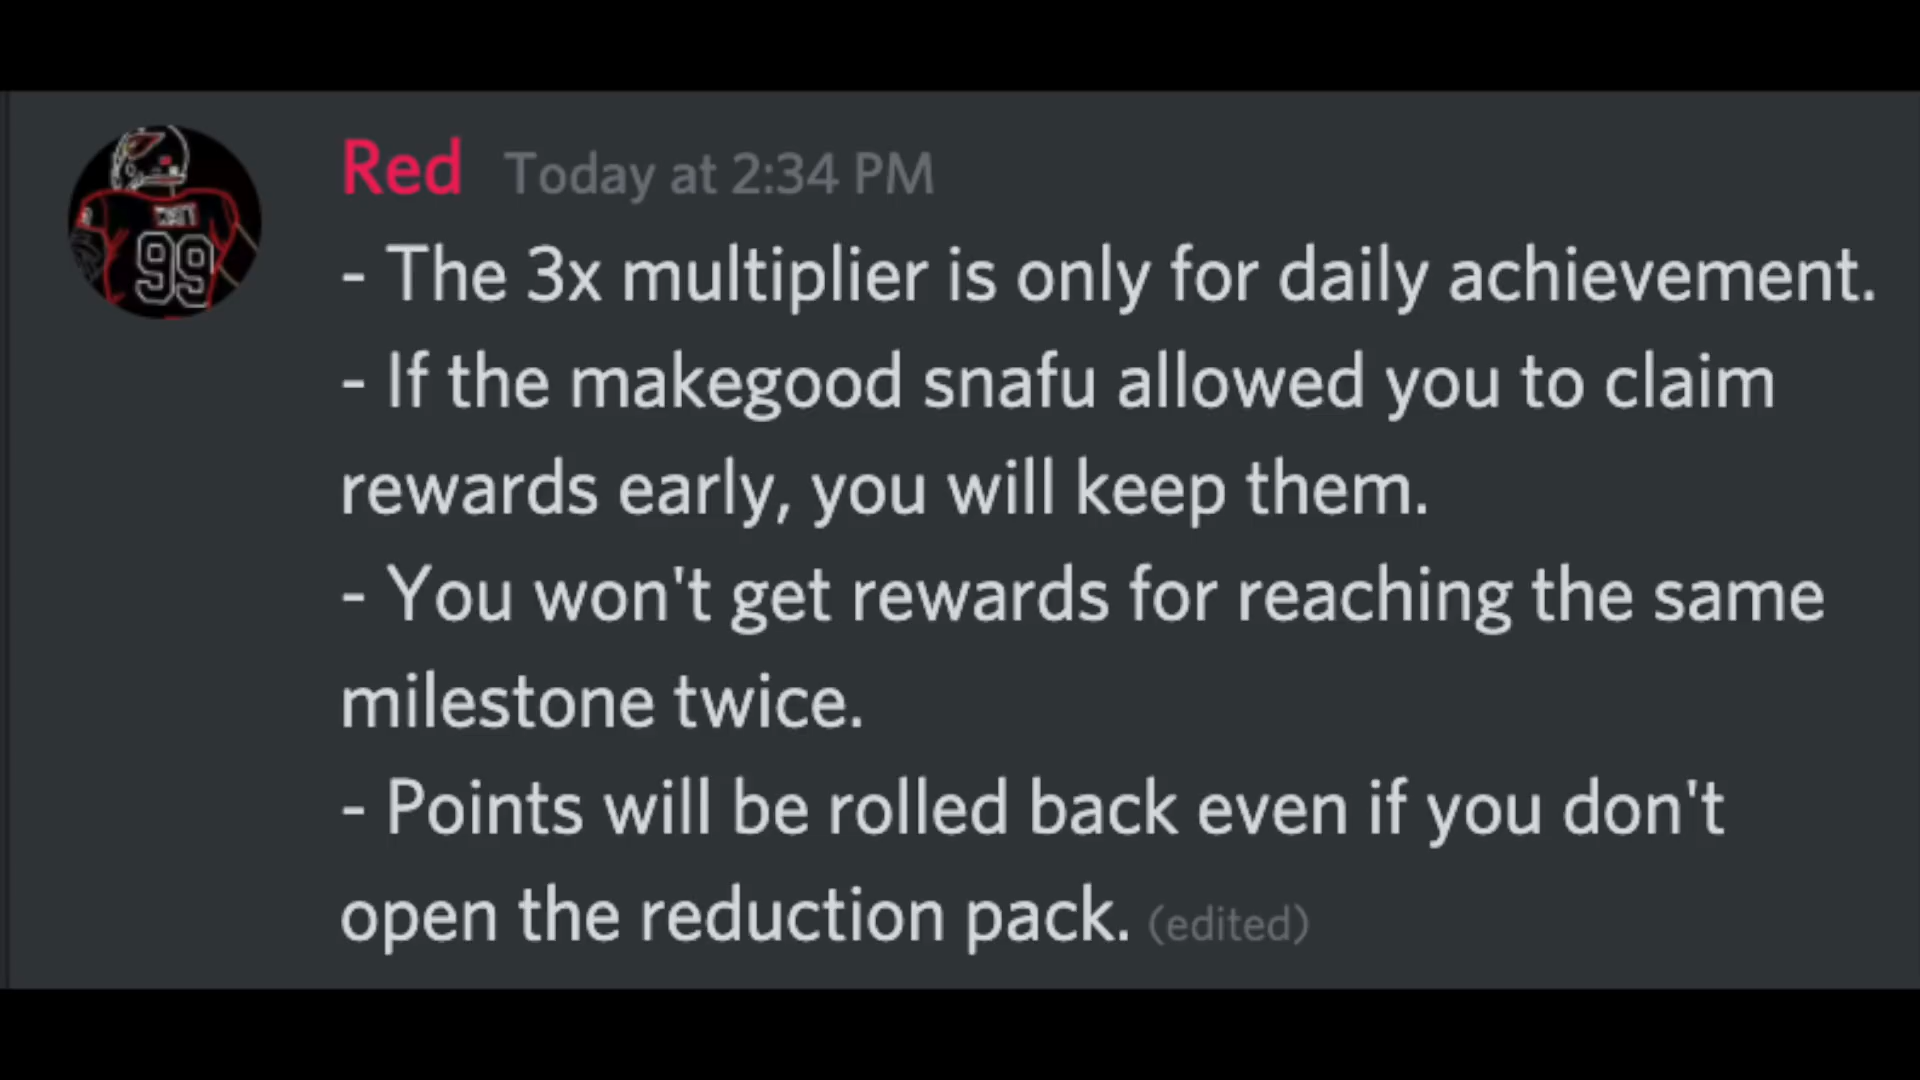 Red Today at 2:34 PM
- The 3x multiplier is only for daily achievement.
- If the makegood snafu allowed you to claim
rewards early, you will keep them.
- You won't get rewards for reaching the same
milestone twice.
- Points will be rolled back even if you don't
open the reduction pack. (edited)
99